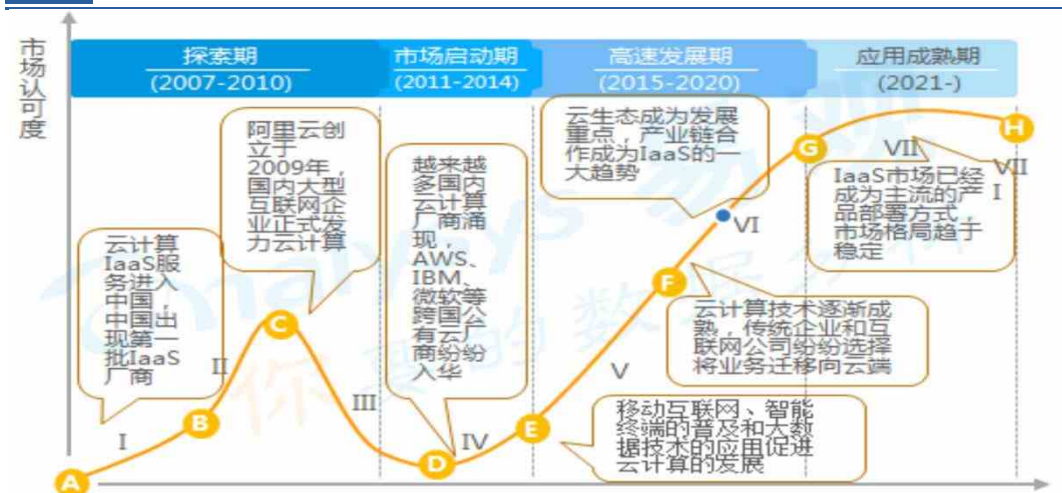 市场认可度
探索期
(2007-2010)
市场启动期
(2011-2014)
高速发展期
(2015-2020)
应用成熟期
(2021-)
云计算
IaaS服
务进入
中国，
中国出
现第一
批IaaS
厂商
阿里云创
立于
2009年，
国内大型
互联网企
业正式发
力云计算
越来越
多国内
云计算
厂商涌
现，
AWS、
IBM、
微软等
跨国公
有云厂
商纷纷
入华
云生态成为发展
重点，产业链合
作成为IaaS的一
大趋势
IaaS市场已经
成为主流的产
品部署方式，
市场格局趋于
稳定
云计算技术逐渐成
熟，传统企业和互
联网公司纷纷选择
将业务迁移向云端
移动互联网、智能
终端的普及和大数
据技术的应用促进
云计算的发展
A
I
B
II
C
III
D
IV
E
V
F
VI
G
VII
VII
I
H
nalysys 易观
你要的数据